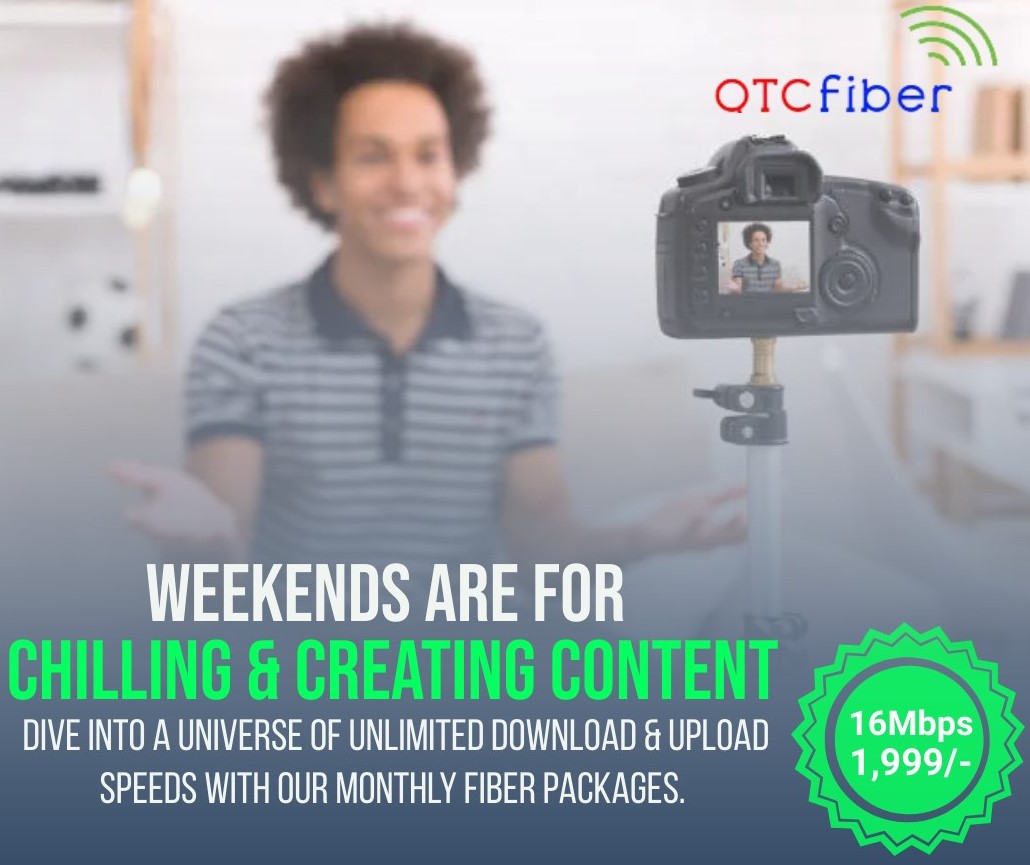 QTCfiber
WEEKENDS ARE FOR
CHILLING & CREATING CONTENT
DIVE INTO A UNIVERSE OF UNLIMITED DOWNLOAD & UPLOAD
SPEEDS WITH OUR MONTHLY FIBER PACKAGES.
16Mbps
1,999/-